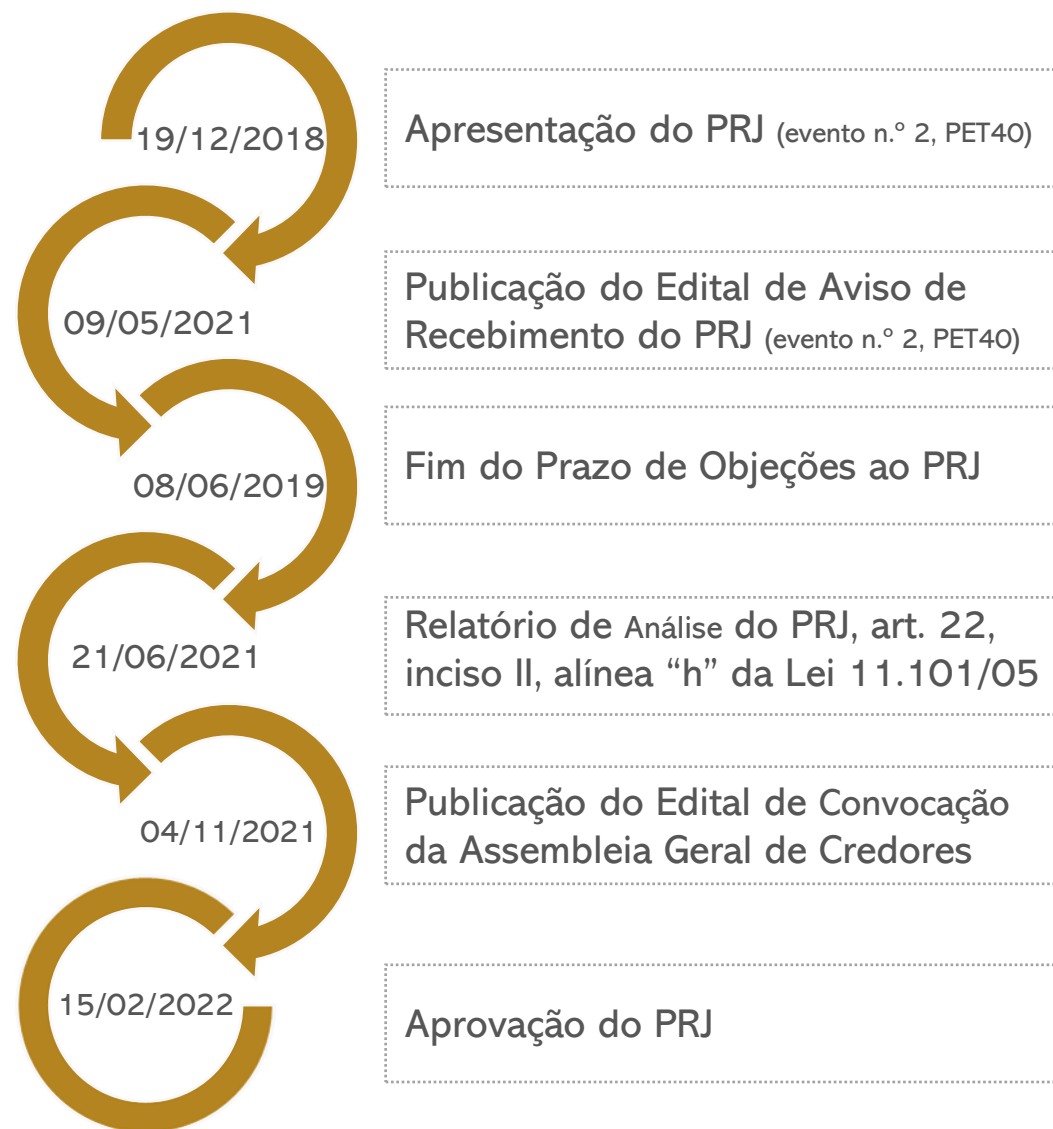 19/12/2018
Apresentação do PRJ (evento n.º 2, PET40)
09/05/2021
Publicação do Edital de Aviso de
Recebimento do PRJ (evento n.º 2, PET40)
08/06/2019
Fim do Prazo de Objeções ao PRJ
21/06/2021
Relatório de Análise do PRJ, art. 22,
inciso II, alínea “h” da Lei 11.101/05
04/11/2021
Publicação do Edital de Convocação
da Assembleia Geral de Credores
15/02/2022
Aprovação do PRJ